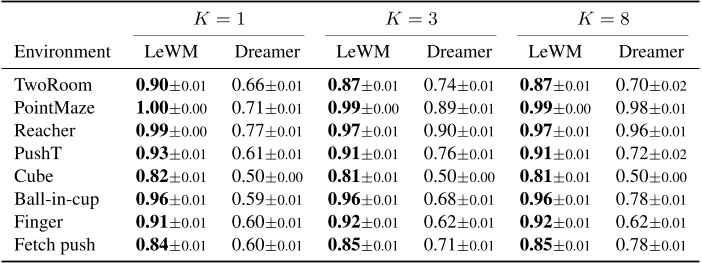 K = 1 K = 3 K = 8
Environment LeWM Dreamer LeWM Dreamer LeWM Dreamer
TwoRoom 0.90±0.01 0.66±0.01 0.87±0.01 0.74±0.01 0.87±0.01 0.70±0.02
PointMaze 1.00±0.00 0.71±0.01 0.99±0.00 0.89±0.01 0.99±0.00 0.98±0.01
Reacher 0.99±0.00 0.77±0.01 0.97±0.01 0.90±0.01 0.97±0.01 0.96±0.01
PushT 0.93±0.01 0.61±0.01 0.91±0.01 0.76±0.01 0.91±0.01 0.72±0.02
Cube 0.82±0.01 0.50±0.00 0.81±0.01 0.50±0.00 0.81±0.01 0.50±0.00
Ball-in-cup 0.96±0.01 0.59±0.01 0.96±0.01 0.68±0.01 0.96±0.01 0.78±0.01
Finger 0.91±0.01 0.60±0.01 0.92±0.01 0.62±0.01 0.92±0.01 0.62±0.01
Fetch push 0.84±0.01 0.60±0.01 0.85±0.01 0.71±0.01 0.85±0.01 0.78±0.01